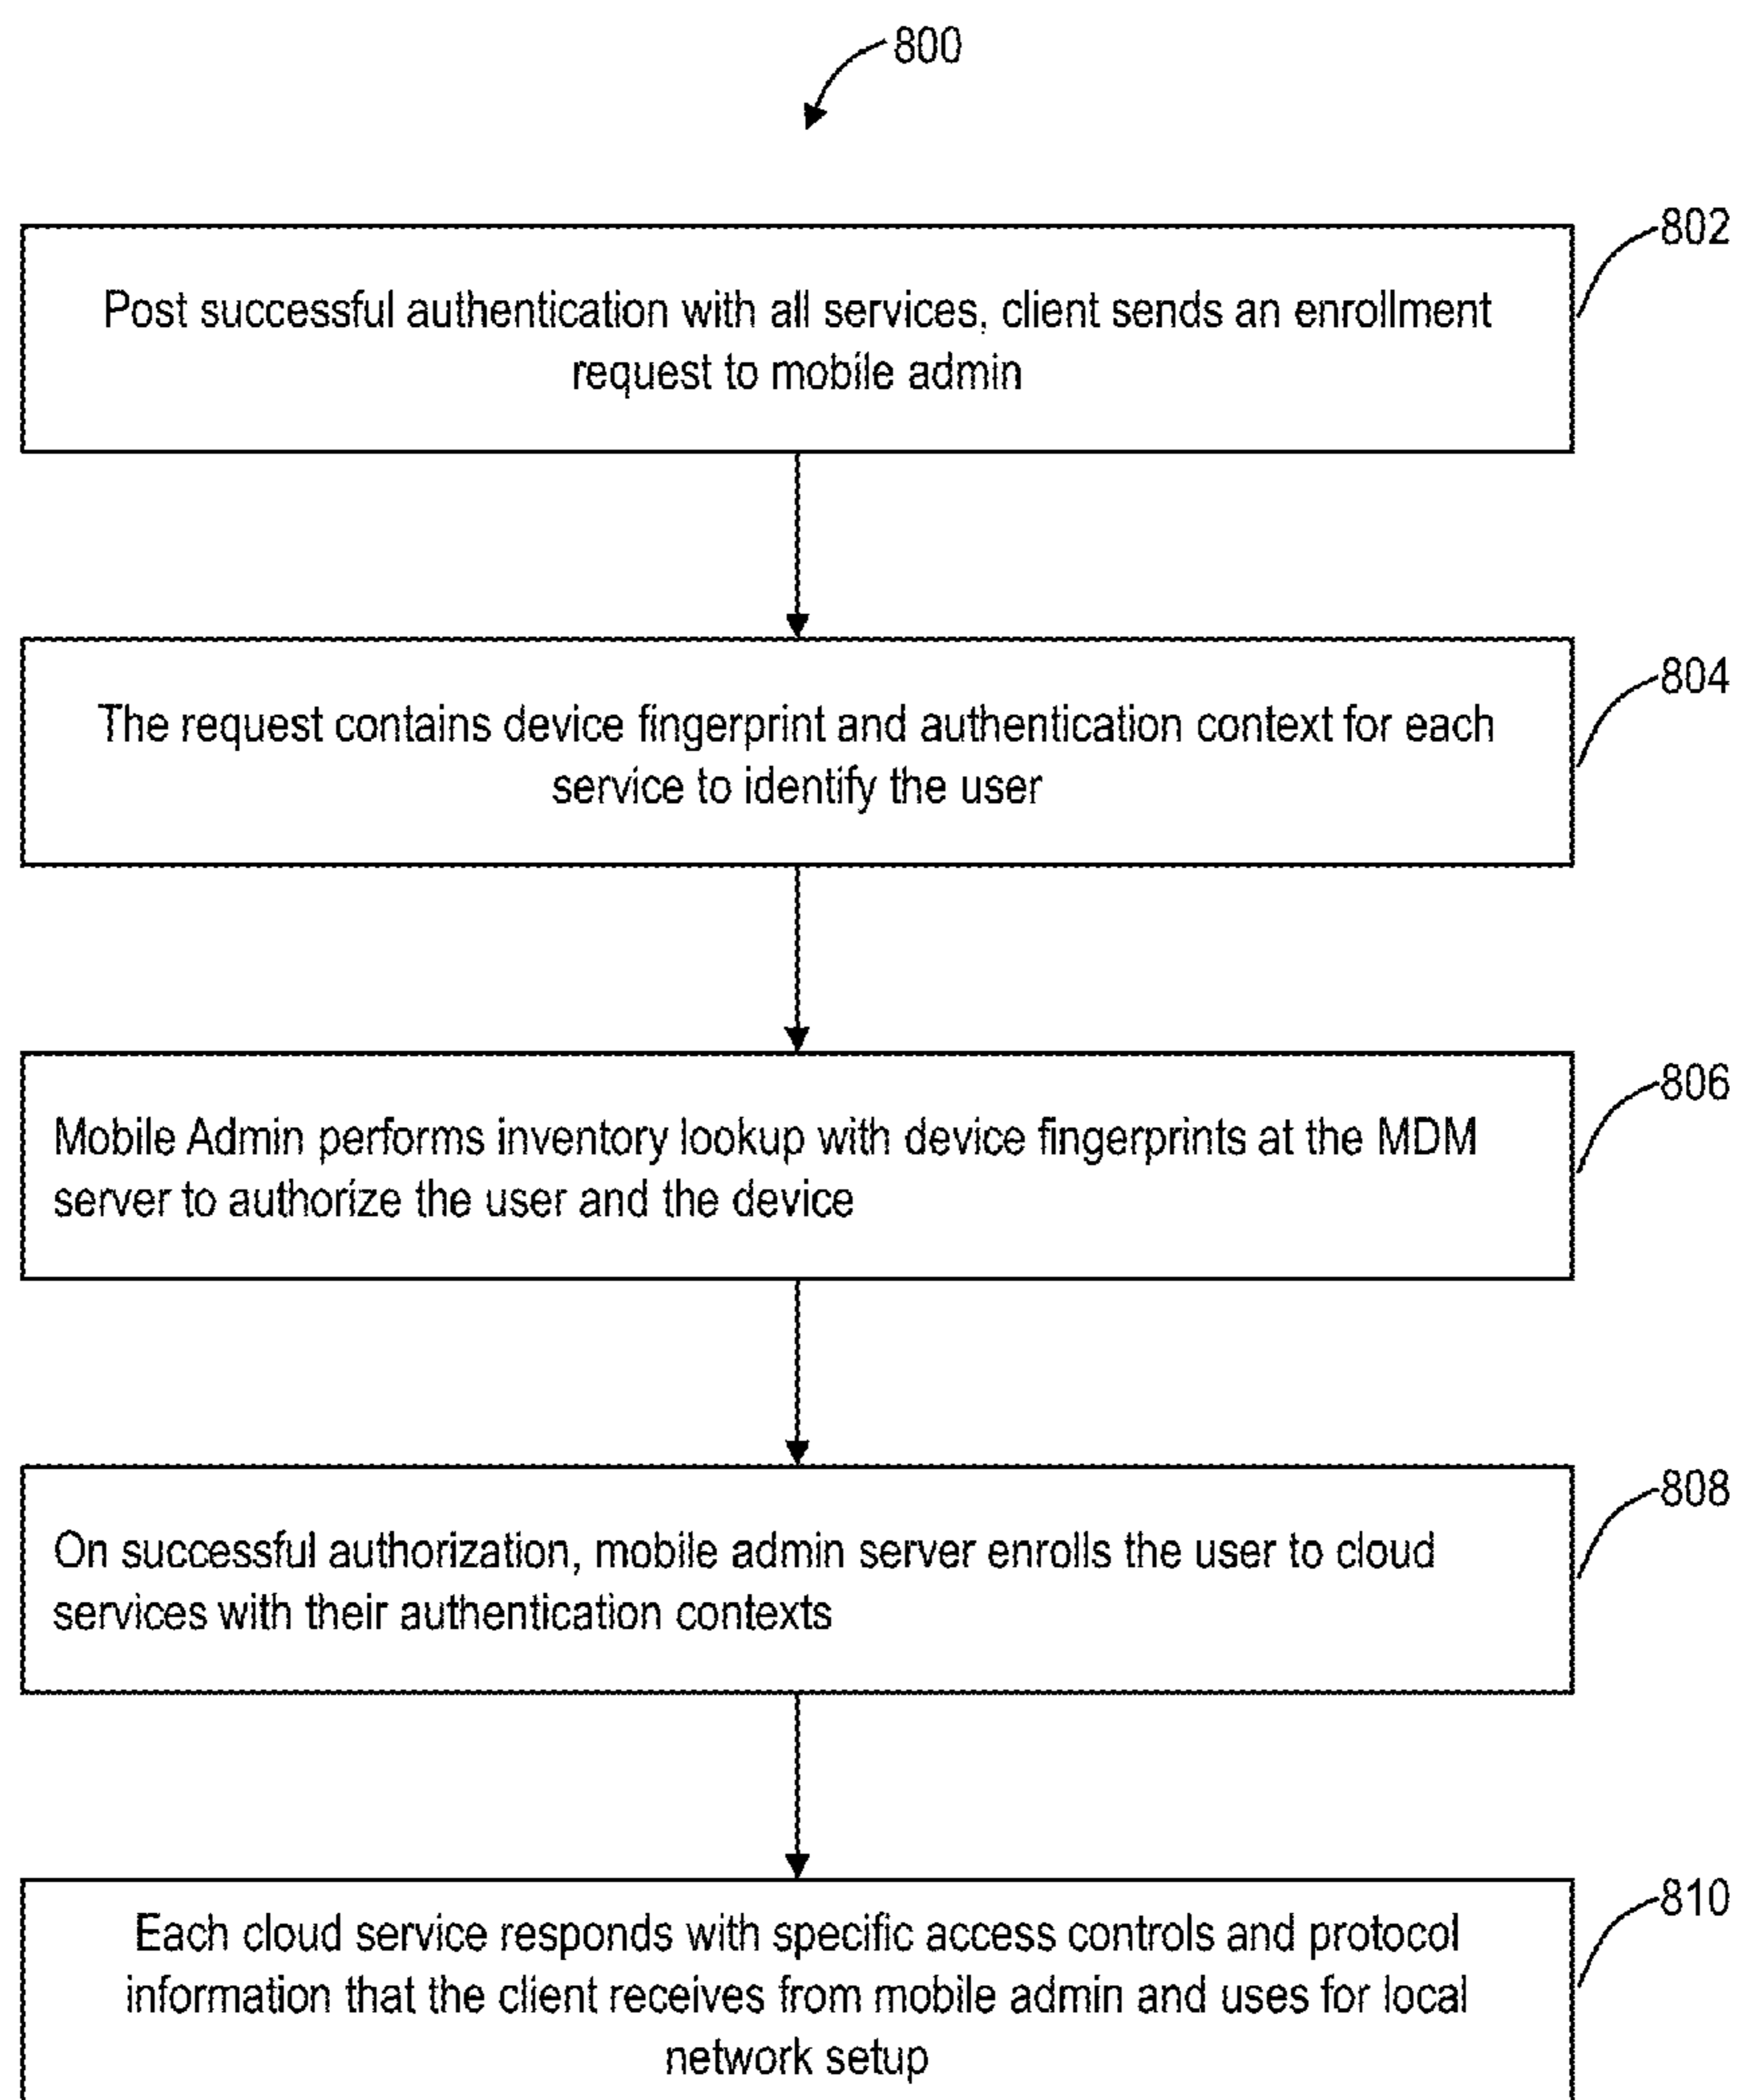 800
802
Post successful authentication with all services, client sends an enrollment
request to mobile admin
804
The request contains device fingerprint and authentication context for each
service to identify the user
806
Mobile Admin performs inventory lookup with device fingerprints at the MDM
server to authorize the user and the device
808
On successful authorization, mobile admin server enrolls the user to cloud
services with their authentication contexts
810
Each cloud service responds with specific access controls and protocol
information that the client receives from mobile admin and uses for local
network setup